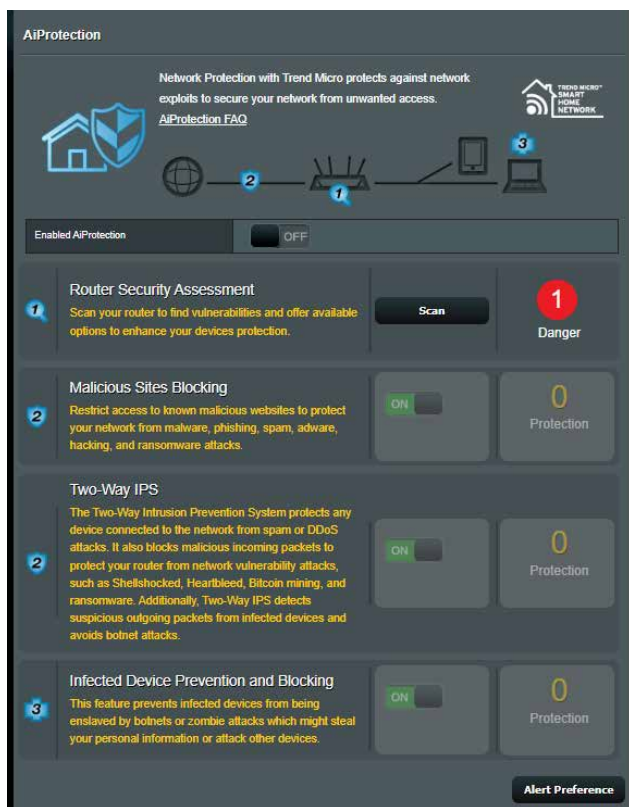 AiProtection
Network Protection with Trend Micro protects against network
exploits to secure your network from unwanted access.
AiProtection FAQ
TREND MICRO™
SMART
HOME
NETWORK
3
2
1
Enabled AiProtection
OFF
1
Router Security Assessment
Scan your router to find vulnerabilities and offer available
options to enhance your devices protection.
Scan
1
Danger
2
Malicious Sites Blocking
Restrict access to known malicious websites to protect
your network from malware, phishing, spam, adware,
hacking, and ransomware attacks.
ON
0
Protection
2
Two-Way IPS
The Two-Way Intrusion Prevention System protects any
device connected to the network from spam or DDoS
attacks. It also blocks malicious incoming packets to
protect your router from network vulnerability attacks,
such as Shellshocked, Heartbleed, Bitcoin mining, and
ransomware. Additionally, Two-Way IPS detects
suspicious outgoing packets from infected devices and
avoids botnet attacks.
ON
0
Protection
3
Infected Device Prevention and Blocking
This feature prevents infected devices from being
enslaved by botnets or zombie attacks which might steal
your personal information or attack other devices.
ON
0
Protection
Alert Preference